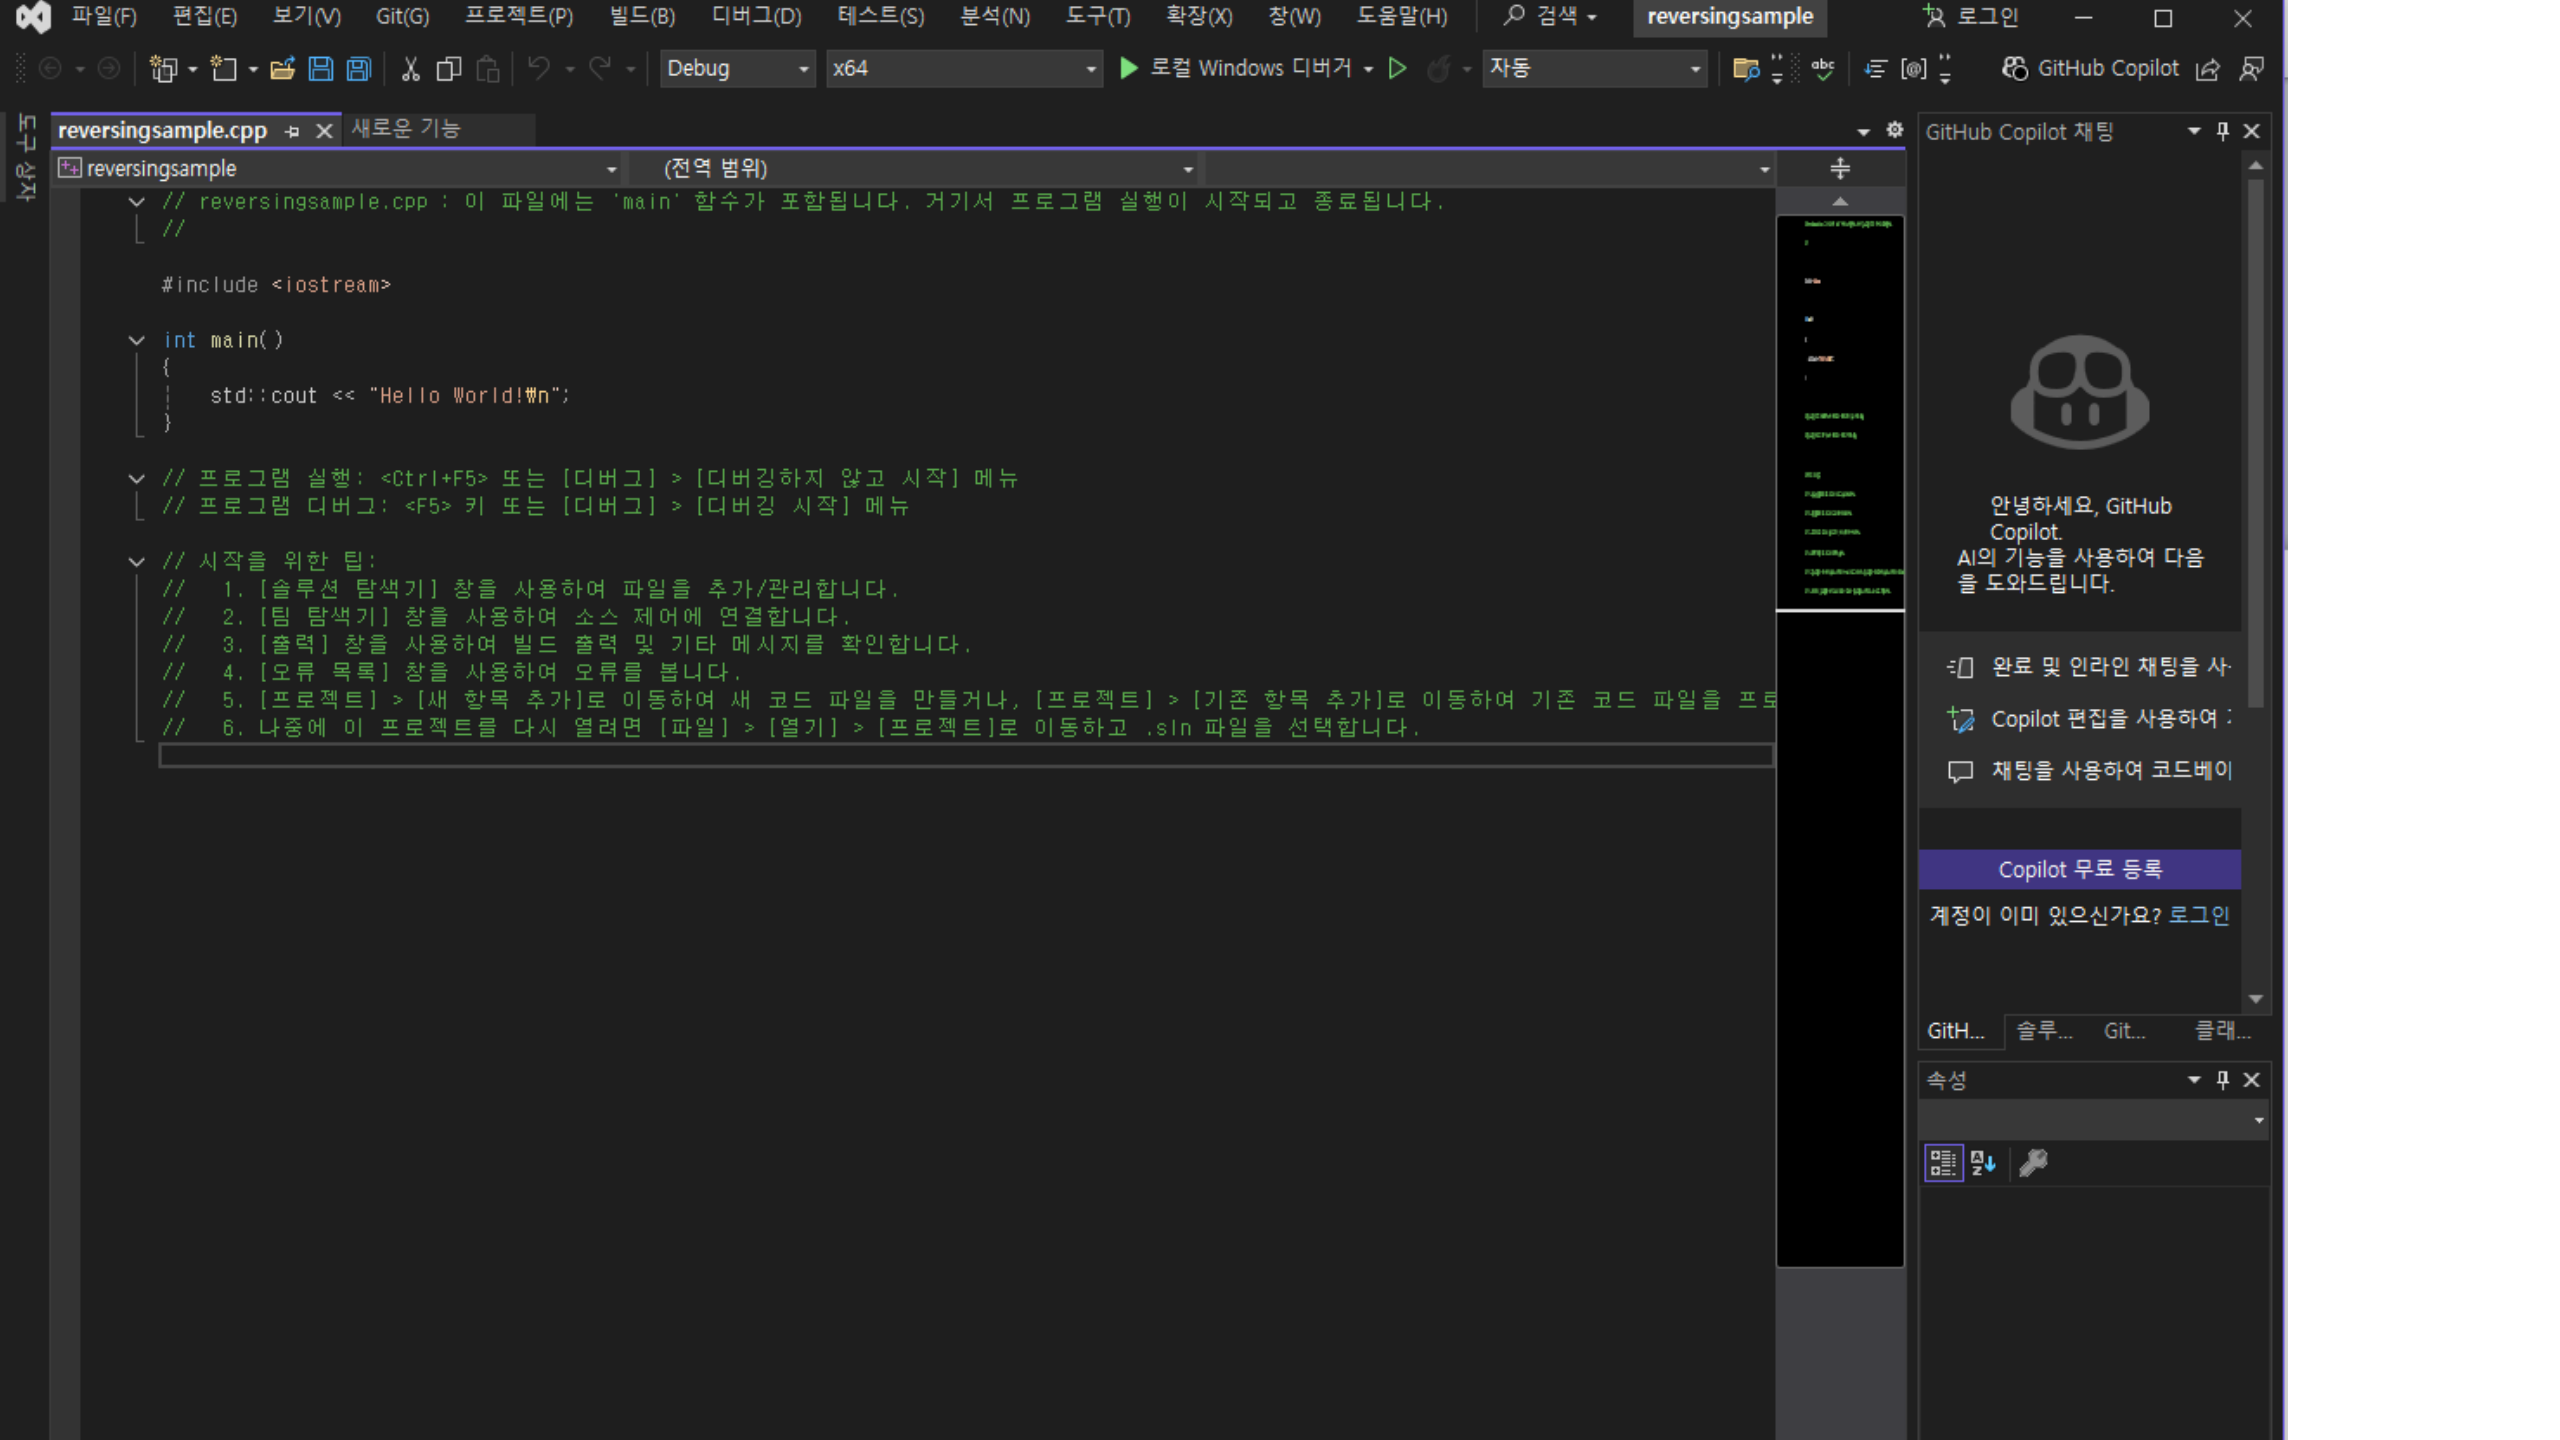 파일(F) 편집(E) 보기(V) Git(G) 프로젝트(P) 빌드(B) 디버그(D) 테스트(S) 분석(N) 도구(T) 확장(X) 창(W) 도움말(H) 검색 reversingsample 로그인
Debug x64 로컬 Windows 디버거 자동 abc GitHub Copilot
도구 상자
reversingsample.cpp 새로운 기능
reversingsample (전역 범위)
// reversingsample.cpp : 이 파일에는 'main' 함수가 포함됩니다. 거기서 프로그램 실행이 시작되고 종료됩니다.
//
#include <iostream>
int main()
{
std::cout << "Hello World!₩n";
}
// 프로그램 실행: <Ctrl+F5> 또는 [디버그] > [디버깅하지 않고 시작] 메뉴
// 프로그램 디버그: <F5> 키 또는 [디버그] > [디버깅 시작] 메뉴
// 시작을 위한 팁:
// 1. [솔루션 탐색기] 창을 사용하여 파일을 추가/관리합니다.
// 2. [팀 탐색기] 창을 사용하여 소스 제어에 연결합니다.
// 3. [출력] 창을 사용하여 빌드 출력 및 기타 메시지를 확인합니다.
// 4. [오류 목록] 창을 사용하여 오류를 봅니다.
// 5. [프로젝트] > [새 항목 추가]로 이동하여 새 코드 파일을 만들거나, [프로젝트] > [기존 항목 추가]로 이동하여 기존 코드 파일을 프로
// 6. 나중에 이 프로젝트를 다시 열려면 [파일] > [열기] > [프로젝트]로 이동하고 .sln 파일을 선택합니다.
GitHub Copilot 채팅
안녕하세요, GitHub
Copilot.
AI의 기능을 사용하여 다음
을 도와드립니다.
완료 및 인라인 채팅을 사
Copilot 편집을 사용하여
채팅을 사용하여 코드베이
Copilot 무료 등록
계정이 이미 있으신가요? 로그인
GitH... 솔루... Git... 클래...
속성